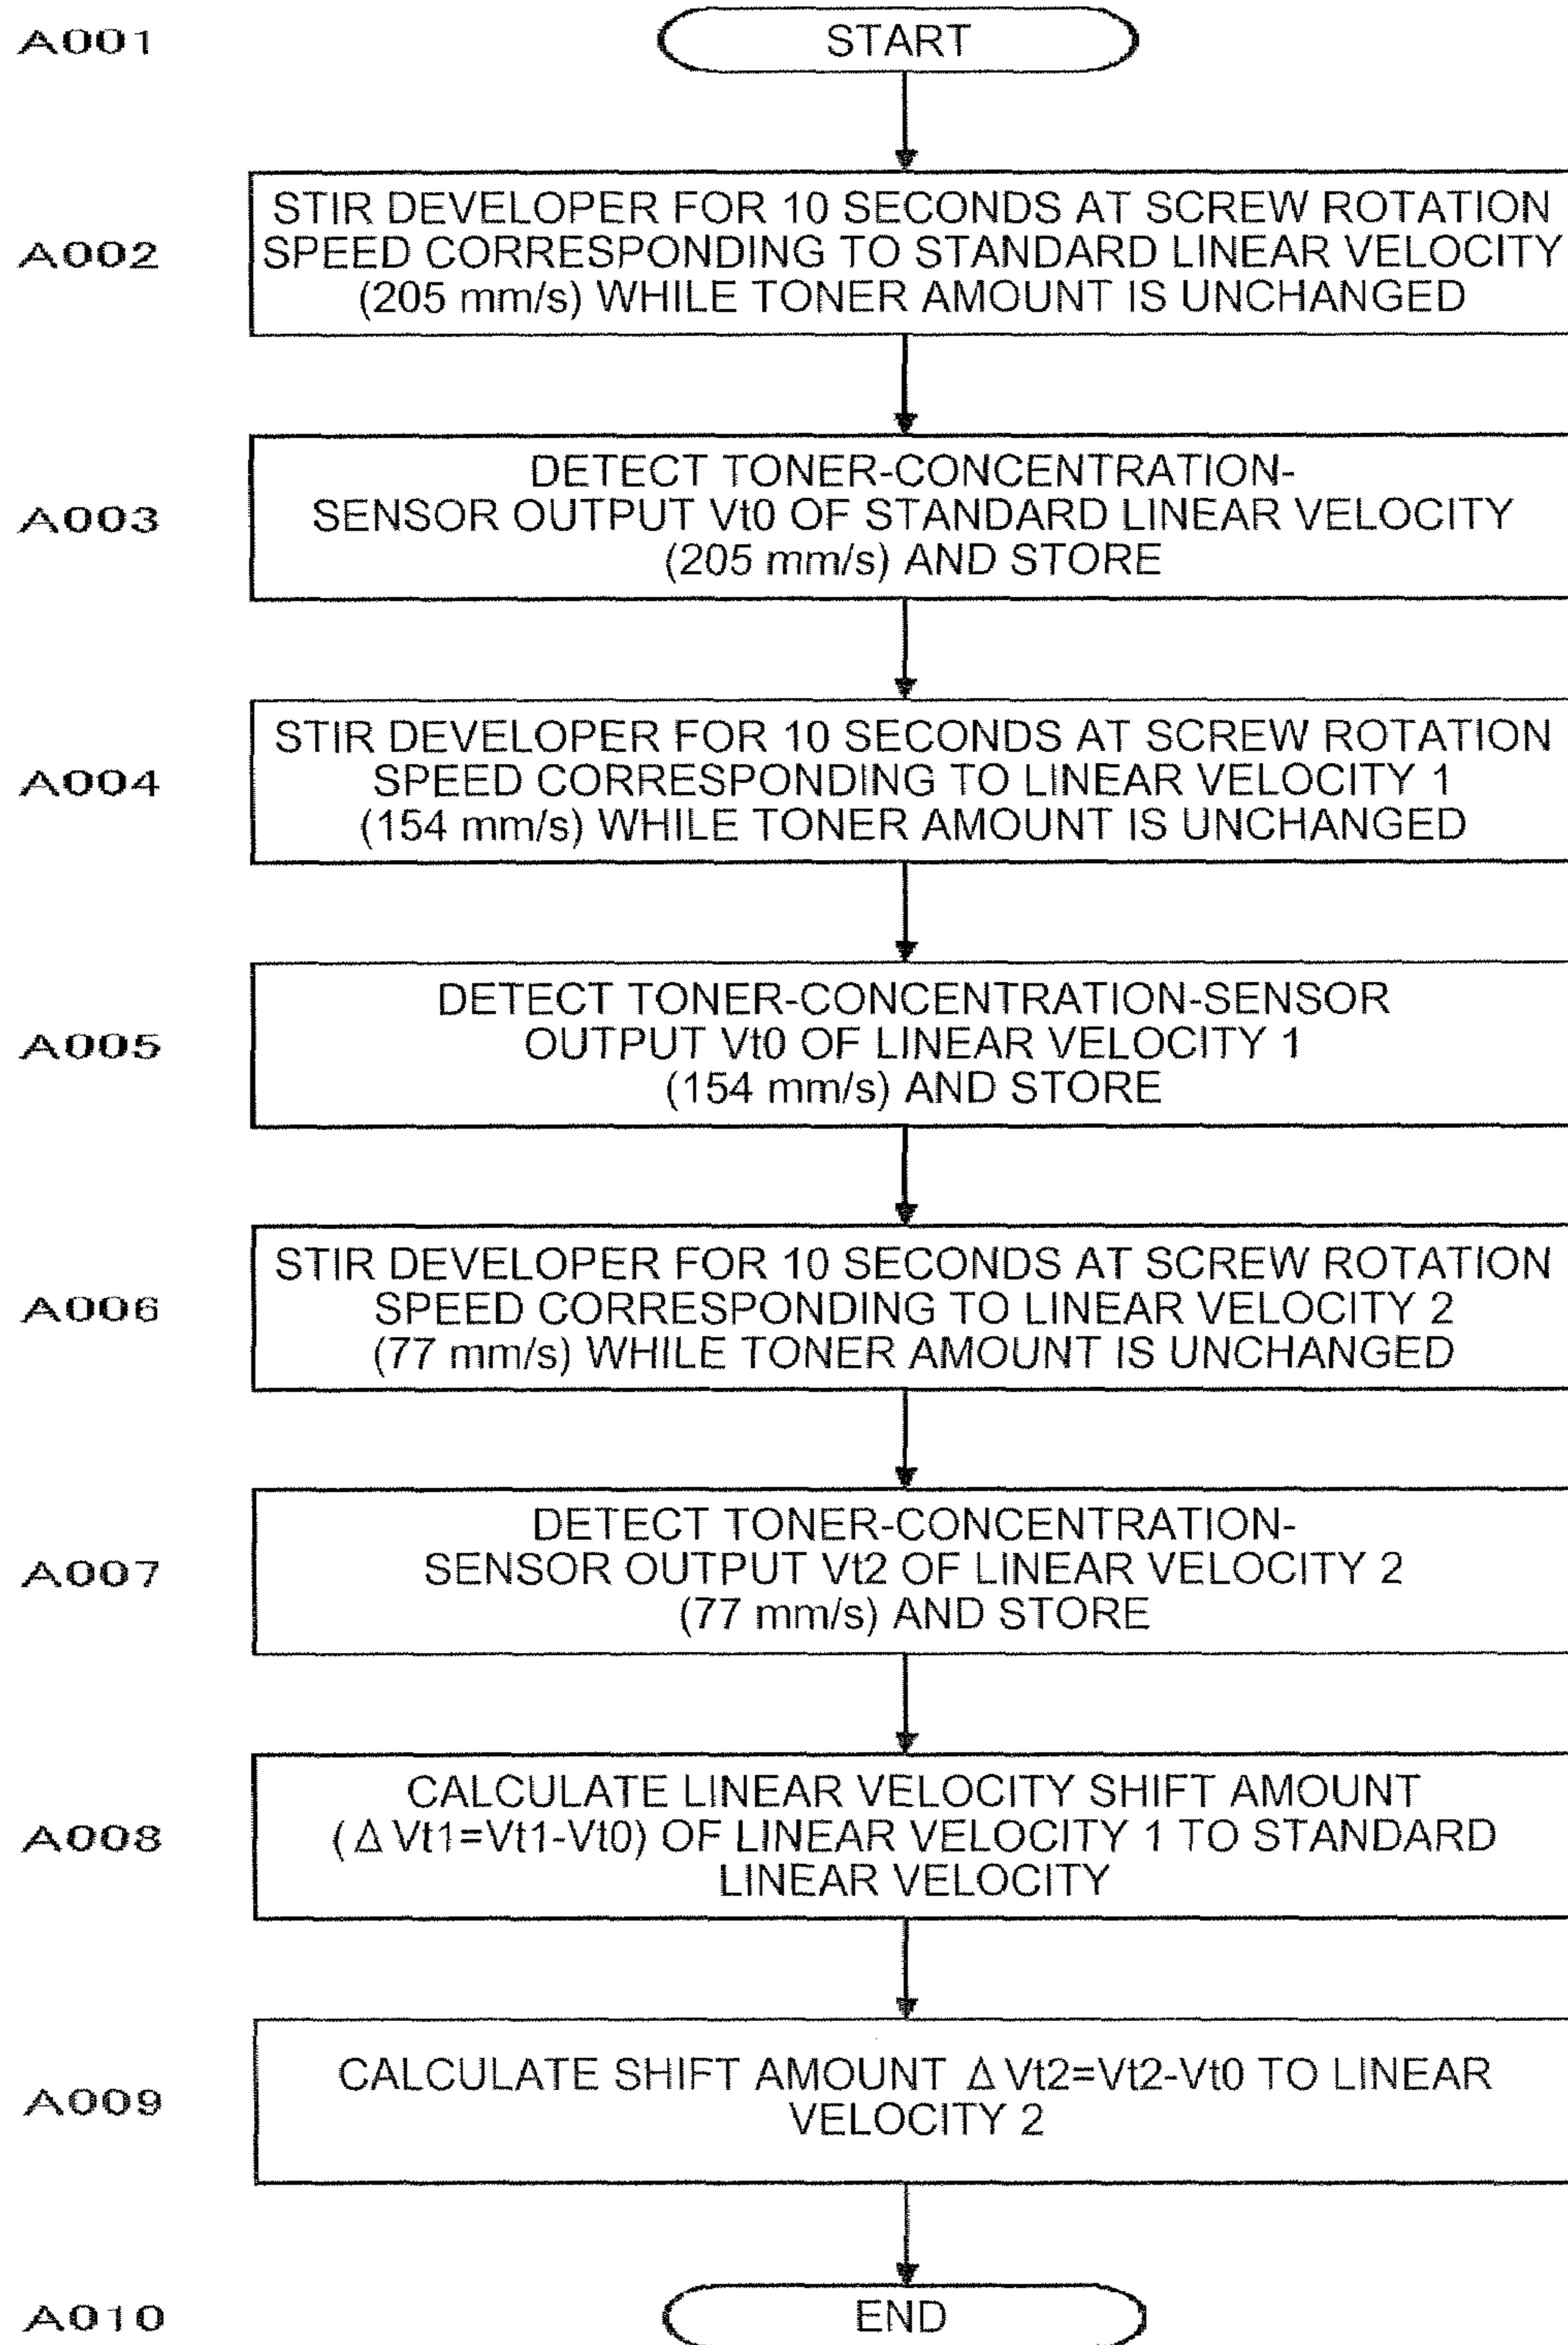 A001
START
A002
STIR DEVELOPER FOR 10 SECONDS AT SCREW ROTATION
SPEED CORRESPONDING TO STANDARD LINEAR VELOCITY
(205 mm/s) WHILE TONER AMOUNT IS UNCHANGED
A003
DETECT TONER-CONCENTRATION-
SENSOR OUTPUT Vt0 OF STANDARD LINEAR VELOCITY
(205 mm/s) AND STORE
A004
STIR DEVELOPER FOR 10 SECONDS AT SCREW ROTATION
SPEED CORRESPONDING TO LINEAR VELOCITY 1
(154 mm/s) WHILE TONER AMOUNT IS UNCHANGED
A005
DETECT TONER-CONCENTRATION-SENSOR
OUTPUT Vt0 OF LINEAR VELOCITY 1
(154 mm/s) AND STORE
A006
STIR DEVELOPER FOR 10 SECONDS AT SCREW ROTATION
SPEED CORRESPONDING TO LINEAR VELOCITY 2
(77 mm/s) WHILE TONER AMOUNT IS UNCHANGED
A007
DETECT TONER-CONCENTRATION-
SENSOR OUTPUT Vt2 OF LINEAR VELOCITY 2
(77 mm/s) AND STORE
A008
CALCULATE LINEAR VELOCITY SHIFT AMOUNT
(Δ Vt1=Vt1-Vt0) OF LINEAR VELOCITY 1 TO STANDARD
LINEAR VELOCITY
A009
CALCULATE SHIFT AMOUNT Δ Vt2=Vt2-Vt0 TO LINEAR
VELOCITY 2
A010
END